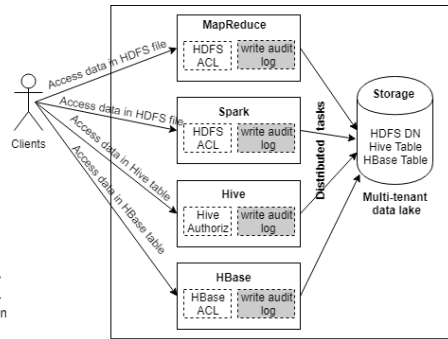 MapReduce
HDFS
ACL
write audit
log
Access data in HDFS file
Spark
HDFS
ACL
write audit
log
Access data in HDFS file
Clients
Hive
Hive
Authoriz
write audit
log
Access data in Hive table
HBase
HBase
ACL
write audit
log
Access data in HBase table
Distributed tasks
Storage
HDFS DN
Hive Table
HBase Table
Multi-tenant
data lake
n